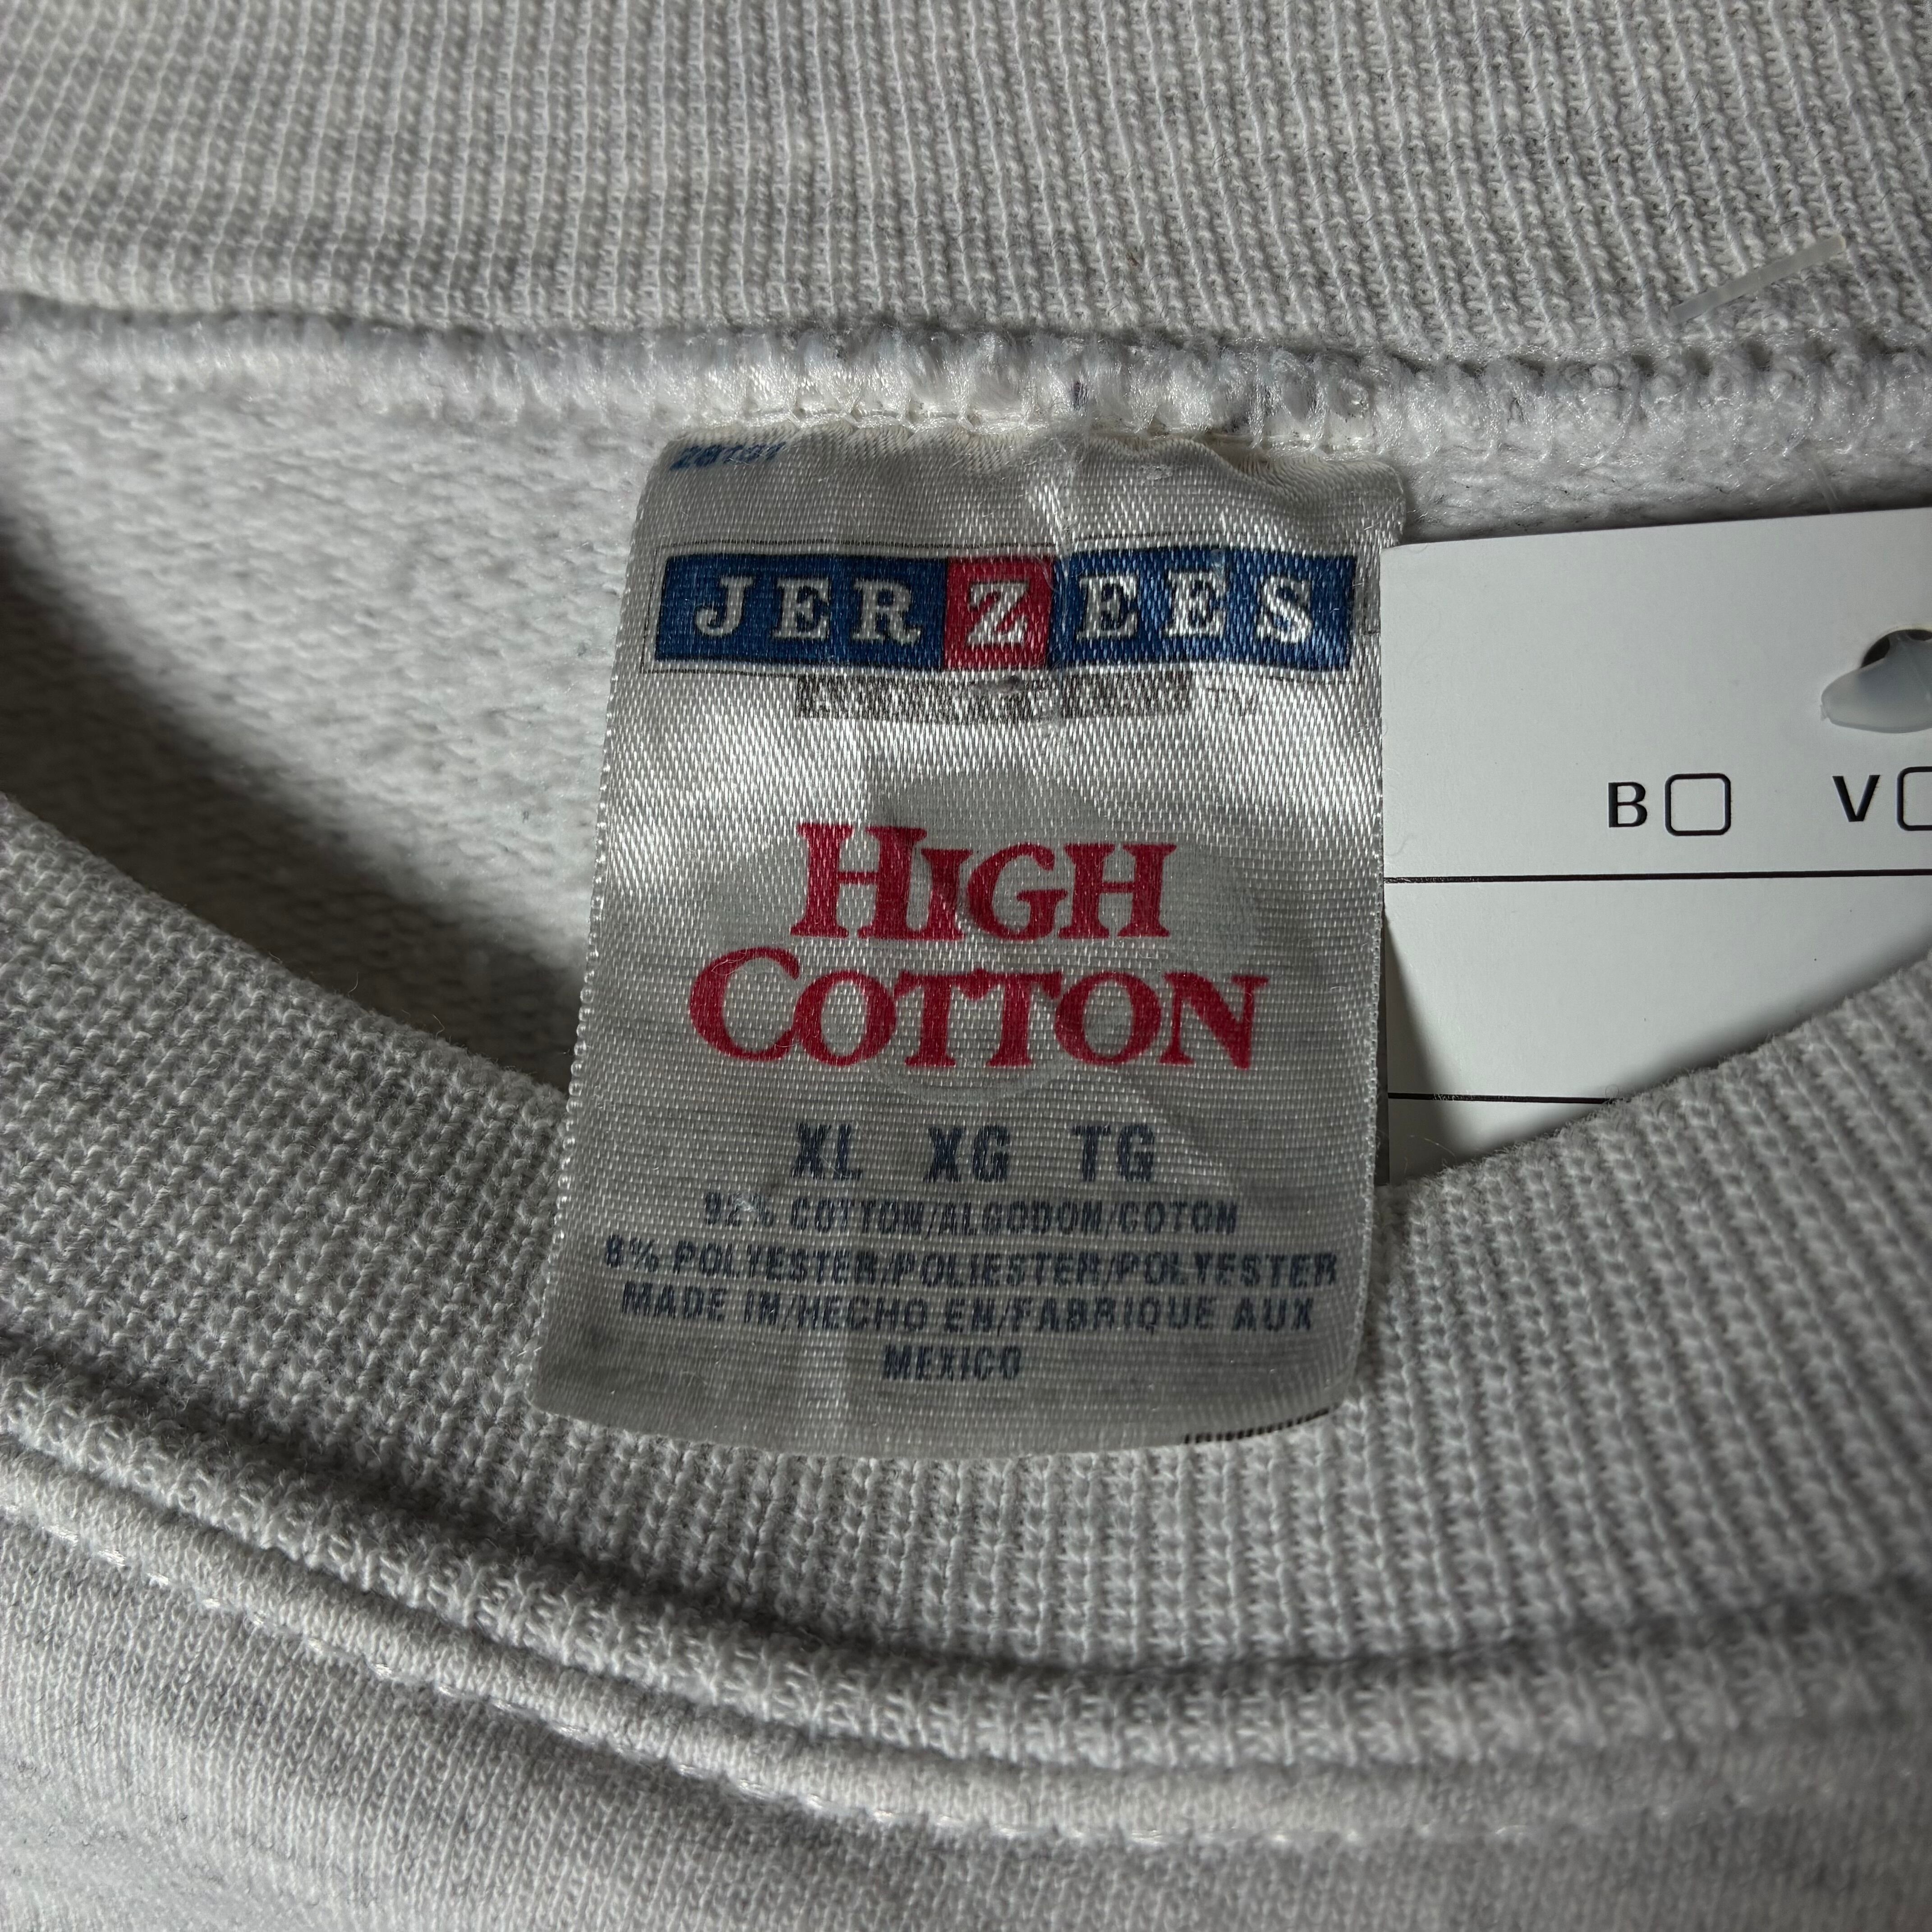 JERZEES
HIGH
COTTON
XL XG TG
92% COTTON/ALGODON/COTON
8% POLYESTER/POLIESTER/POLYESTER
MADE IN/HECHO EN/FABRIQUE AUX
MEXICO
B V